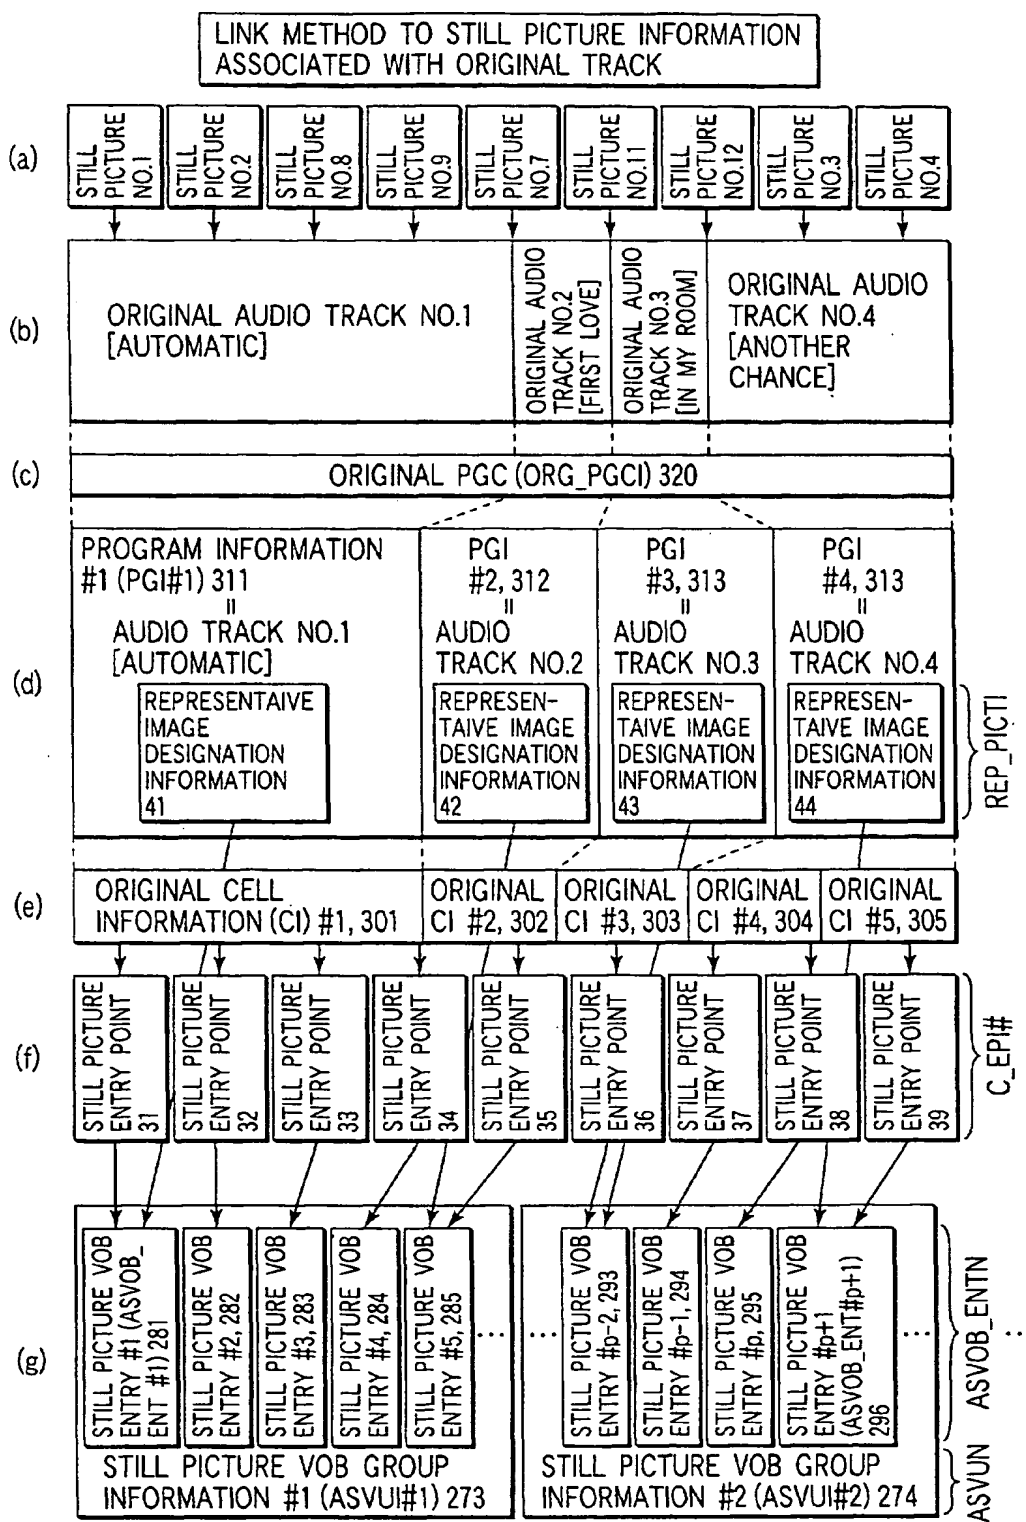 LINK METHOD TO STILL PICTURE INFORMATION
ASSOCIATED WITH ORIGINAL TRACK
(a)
STILL
PICTURE
NO.1
STILL
PICTURE
NO.2
STILL
PICTURE
NO.8
STILL
PICTURE
NO.9
STILL
PICTURE
NO.7
STILL
PICTURE
NO.11
STILL
PICTURE
NO.12
STILL
PICTURE
NO.3
STILL
PICTURE
NO.4
(b)
ORIGINAL AUDIO TRACK NO.1
[AUTOMATIC]
ORIGINAL AUDIO
TRACK NO.2
[FIRST LOVE]
ORIGINAL AUDIO
TRACK NO.3
[IN MY ROOM]
ORIGINAL AUDIO
TRACK NO.4
[ANOTHER
CHANCE]
(c)
ORIGINAL PGC (ORG_PGCI) 320
(d)
PROGRAM INFORMATION
#1 (PGI#1) 311
=
AUDIO TRACK NO.1
[AUTOMATIC]
REPRESENTAIVE
IMAGE
DESIGNATION
INFORMATION
41
PGI
#2, 312
=
AUDIO
TRACK NO.2
REPRESEN-
TAIVE IMAGE
DESIGNATION
INFORMATION
42
PGI
#3, 313
=
AUDIO
TRACK NO.3
REPRESEN-
TAIVE IMAGE
DESIGNATION
INFORMATION
43
PGI
#4, 313
=
AUDIO
TRACK NO.4
REPRESEN-
TAIVE IMAGE
DESIGNATION
INFORMATION
44
REP_PICTI
(e)
ORIGINAL CELL
INFORMATION (CI) #1, 301
ORIGINAL
CI #2, 302
ORIGINAL
CI #3, 303
ORIGINAL
CI #4, 304
ORIGINAL
CI #5, 305
(f)
STILL PICTURE
ENTRY POINT
31
STILL PICTURE
ENTRY POINT
32
STILL PICTURE
ENTRY POINT
33
STILL PICTURE
ENTRY POINT
34
STILL PICTURE
ENTRY POINT
35
STILL PICTURE
ENTRY POINT
36
STILL PICTURE
ENTRY POINT
37
STILL PICTURE
ENTRY POINT
38
STILL PICTURE
ENTRY POINT
39
C_EPI#
(g)
STILL PICTURE VOB
ENTRY #1 (ASVOB_
ENT #1) 281
STILL PICTURE VOB
ENTRY #2, 282
STILL PICTURE VOB
ENTRY #3, 283
STILL PICTURE VOB
ENTRY #4, 284
STILL PICTURE VOB
ENTRY #5, 285
STILL PICTURE VOB
ENTRY #p-2, 293
STILL PICTURE VOB
ENTRY #p-1, 294
STILL PICTURE VOB
ENTRY #p, 295
STILL PICTURE VOB
ENTRY #p+1
(ASVOB_ENT#p+1)
296
ASVOB_ENTN
STILL PICTURE VOB GROUP
INFORMATION #1 (ASVUI#1) 273
STILL PICTURE VOB GROUP
INFORMATION #2 (ASVUI#2) 274
ASVUN